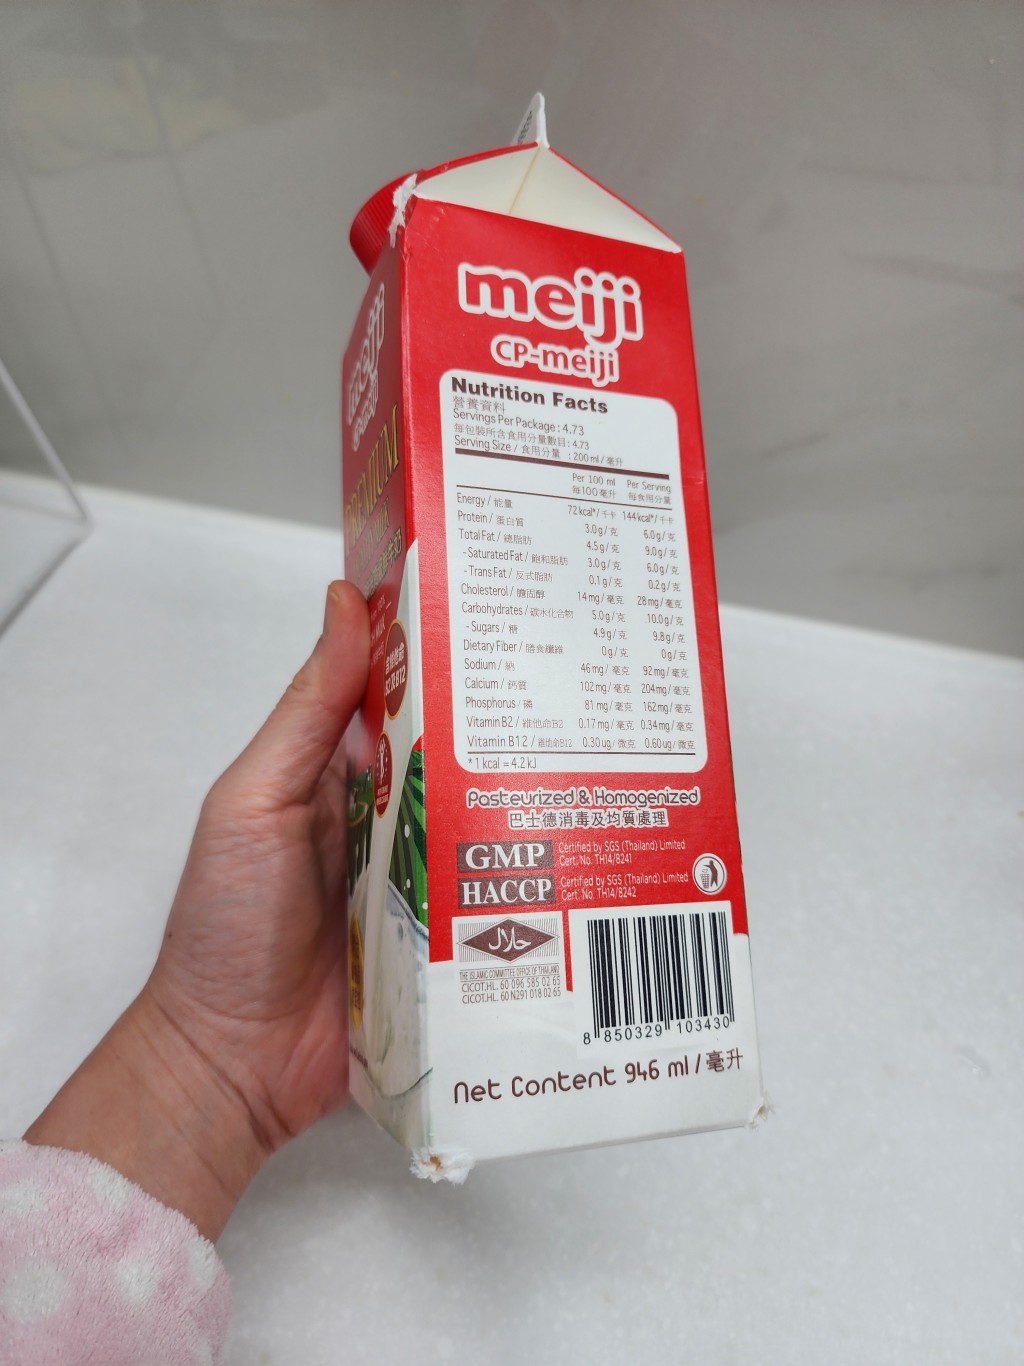 meiji
CP-meiji
Nutrition Facts
營養資料
Servings Per Package : 4.73
每包裝所含食用分量數目: 4.73
Serving Size / 食用分量 : 200 ml / 毫升
Per 100 ml Per Serving
每100毫升 每食用分量
Energy / 能量 72 kcal*/千卡 144 kcal*/千卡
Protein / 蛋白質 3.0 g / 克 6.0 g / 克
Total Fat / 總脂肪 4.5 g / 克 9.0 g / 克
- Saturated Fat / 飽和脂肪 3.0 g / 克 6.0 g / 克
- Trans Fat / 反式脂肪 0.1 g / 克 0.2 g / 克
Cholesterol / 膽固醇 14 mg / 毫克 28 mg / 毫克
Carbohydrates / 碳水化合物 5.0 g / 克 10.0 g / 克
- Sugars / 糖 4.9 g / 克 9.8 g / 克
Dietary Fiber / 膳食纖維 0 g / 克 0 g / 克
Sodium / 鈉 46 mg / 毫克 92 mg / 毫克
Calcium / 鈣質 102 mg / 毫克 204 mg / 毫克
Phosphorus / 磷 81 mg / 毫克 162 mg / 毫克
Vitamin B2 / 維他命B2 0.17 mg / 毫克 0.34 mg / 毫克
Vitamin B12 / 維他命B12 0.30 ug / 微克 0.60 ug / 微克
* 1 kcal = 4.2 kJ
Pasteurized & Homogenized
巴士德消毒及均質處理
GMP Certified by SGS (Thailand) Limited
Cert. No. TH14/8241
HACCP Certified by SGS (Thailand) Limited
Cert. No. TH14/8242
حلال
THE ISLAMIC COMMITTEE OFFICE OF THAILAND
CICOT.HL. 60 096 585 02 65
CICOT.HL. 60 N291 018 02 65
8 850329 103430
Net Content 946 ml / 毫升
meiji
PREMIUM
B2及B12